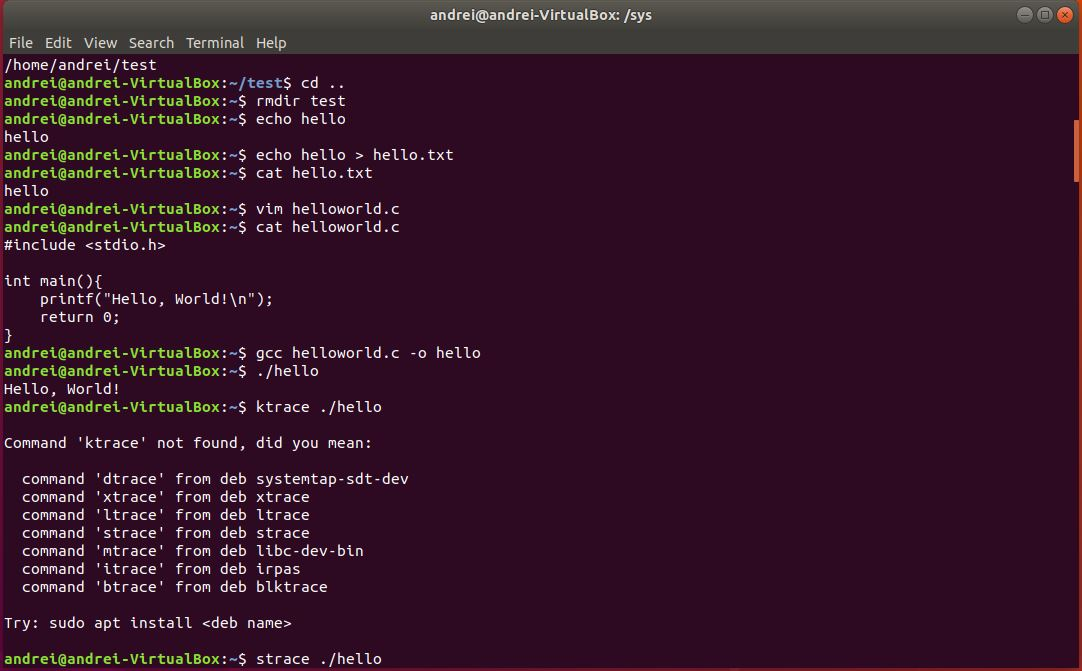 andrei@andrei-VirtualBox: /sys
File Edit View Search Terminal Help
/home/andrei/test
andrei@andrei-VirtualBox:~/test$ cd ..
andrei@andrei-VirtualBox:~$ rmdir test
andrei@andrei-VirtualBox:~$ echo hello
hello
andrei@andrei-VirtualBox:~$ echo hello > hello.txt
andrei@andrei-VirtualBox:~$ cat hello.txt
hello
andrei@andrei-VirtualBox:~$ vim helloworld.c
andrei@andrei-VirtualBox:~$ cat helloworld.c
#include <stdio.h>

int main(){
    printf("Hello, World!\n");
    return 0;
}
andrei@andrei-VirtualBox:~$ gcc helloworld.c -o hello
andrei@andrei-VirtualBox:~$ ./hello
Hello, World!
andrei@andrei-VirtualBox:~$ ktrace ./hello

Command 'ktrace' not found, did you mean:

  command 'dtrace' from deb systemtap-sdt-dev
  command 'xtrace' from deb xtrace
  command 'ltrace' from deb ltrace
  command 'strace' from deb strace
  command 'mtrace' from deb libc-dev-bin
  command 'itrace' from deb irpas
  command 'btrace' from deb blktrace

Try: sudo apt install <deb name>

andrei@andrei-VirtualBox:~$ strace ./hello